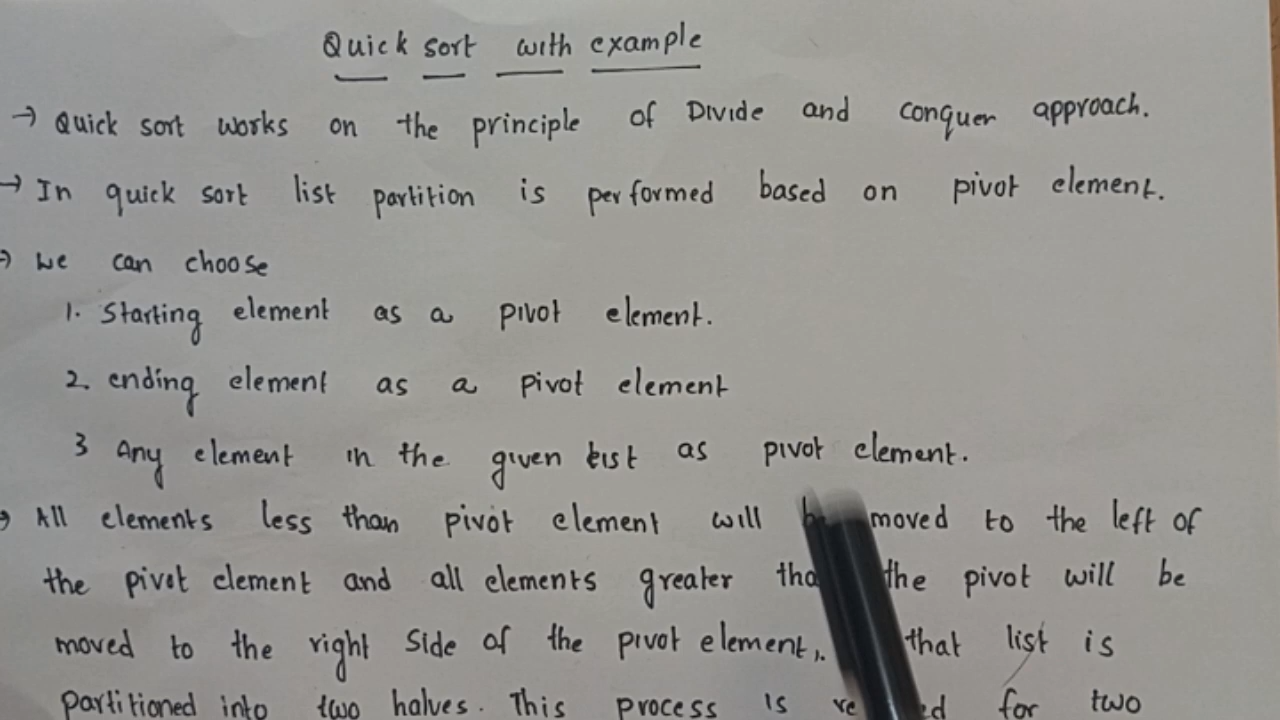 Quick sort with example
→ Quick sort works on the principle of Divide and conquer approach.
→ In quick sort list partition is performed based on pivot element.
→ we can choose
1. Starting element as a pivot element.
2. ending element as a pivot element
3 Any element in the given list as pivot element.
→ All elements less than pivot element will be moved to the left of
the pivot element and all elements greater the pivot will be
moved to the right Side of the pivot element, that list is
partitioned into two halves. This process is for two